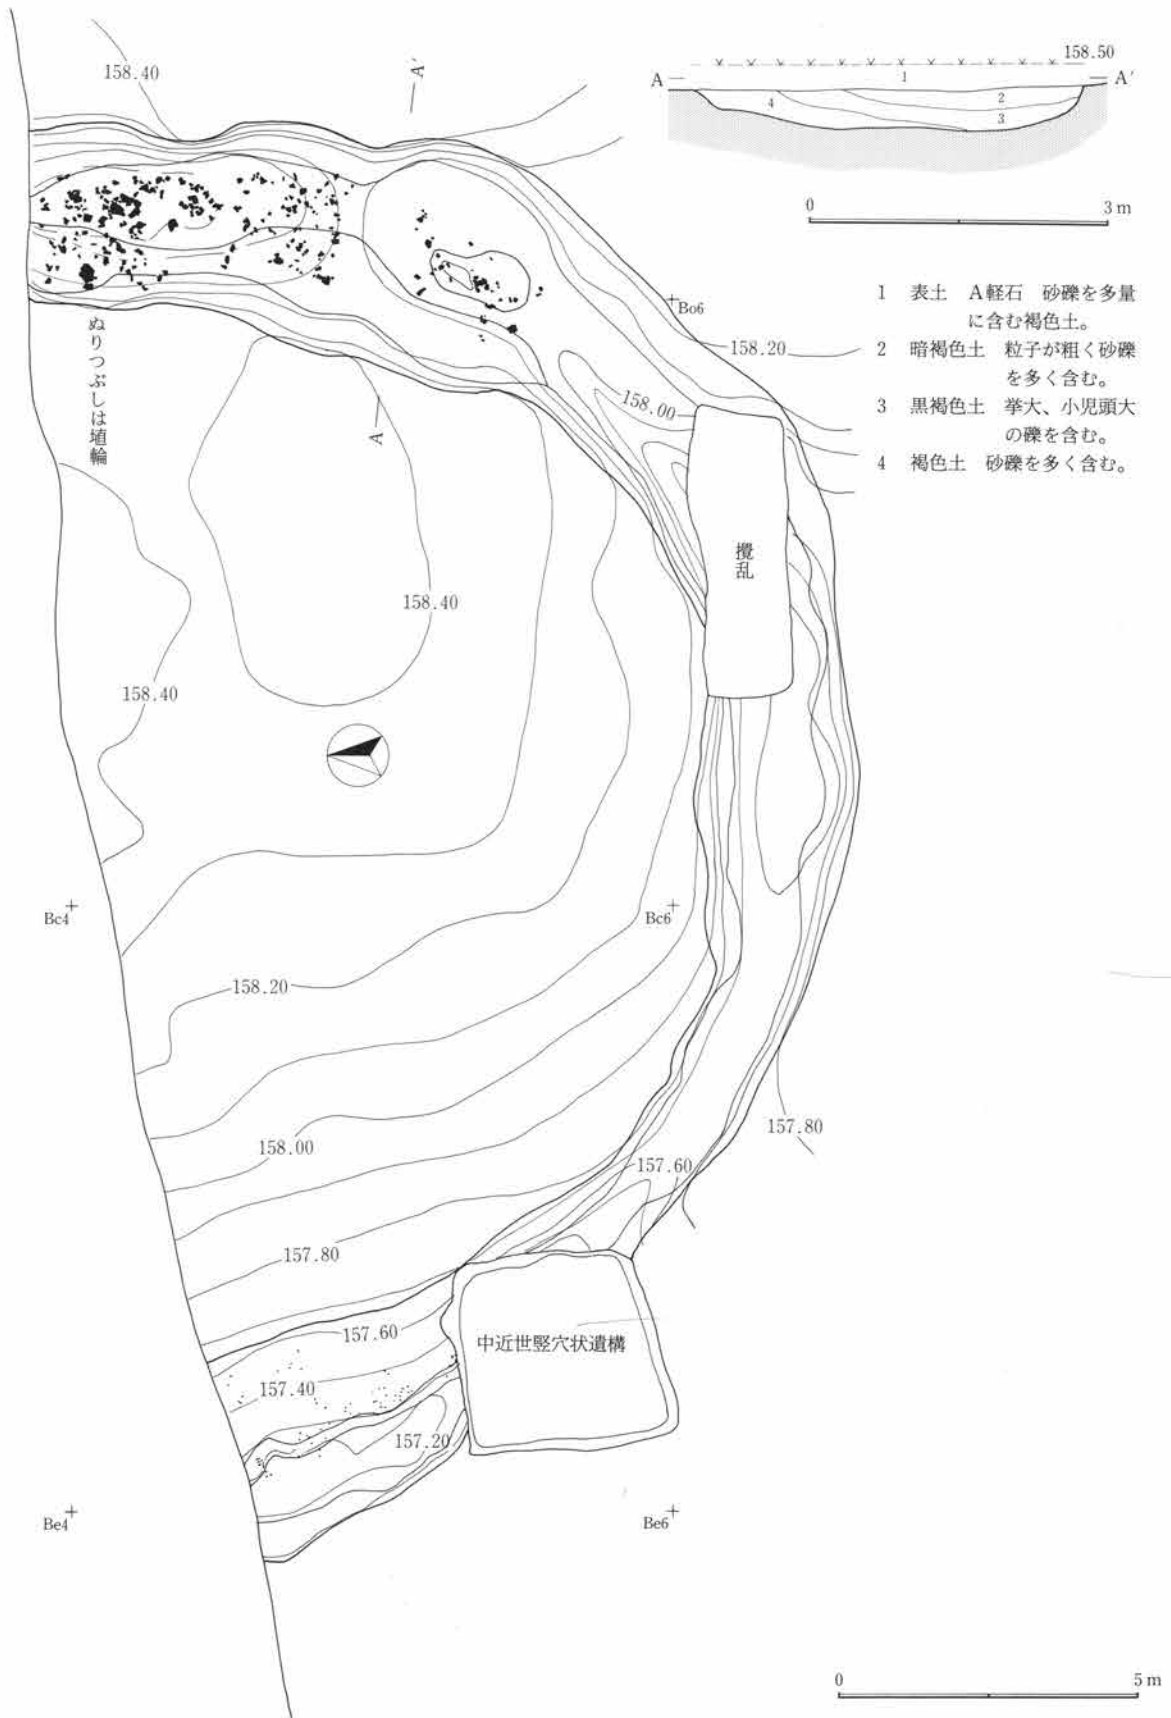 158.40
A′
158.50
A
A′
1
2
3
4
0
3 m
1 表土 A軽石 砂礫を多量
に含む褐色土。
2 暗褐色土 粒子が粗く砂礫
を多く含む。
3 黒褐色土 挙大、小児頭大
の礫を含む。
4 褐色土 砂礫を多く含む。
Bo6
158.20
158.00
ぬりつぶしは埴輪
A
攪乱
158.40
158.40
Bc4
Bc6
158.20
158.00
157.80
157.60
157.80
157.60
中近世竪穴状遺構
157.40
157.20
Be4
Be6
0
5 m